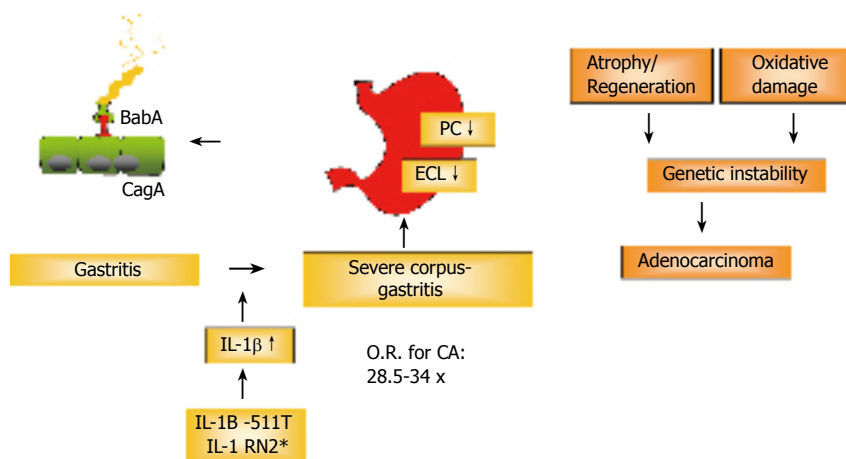 BabA
CagA
PC ↓
ECL ↓
Atrophy/
Regeneration
Oxidative
damage
Genetic instability
Adenocarcinoma
Gastritis
Severe corpus-
gastritis
IL-1β ↑
O.R. for CA:
28.5-34 x
IL-1B -511T
IL-1 RN2*